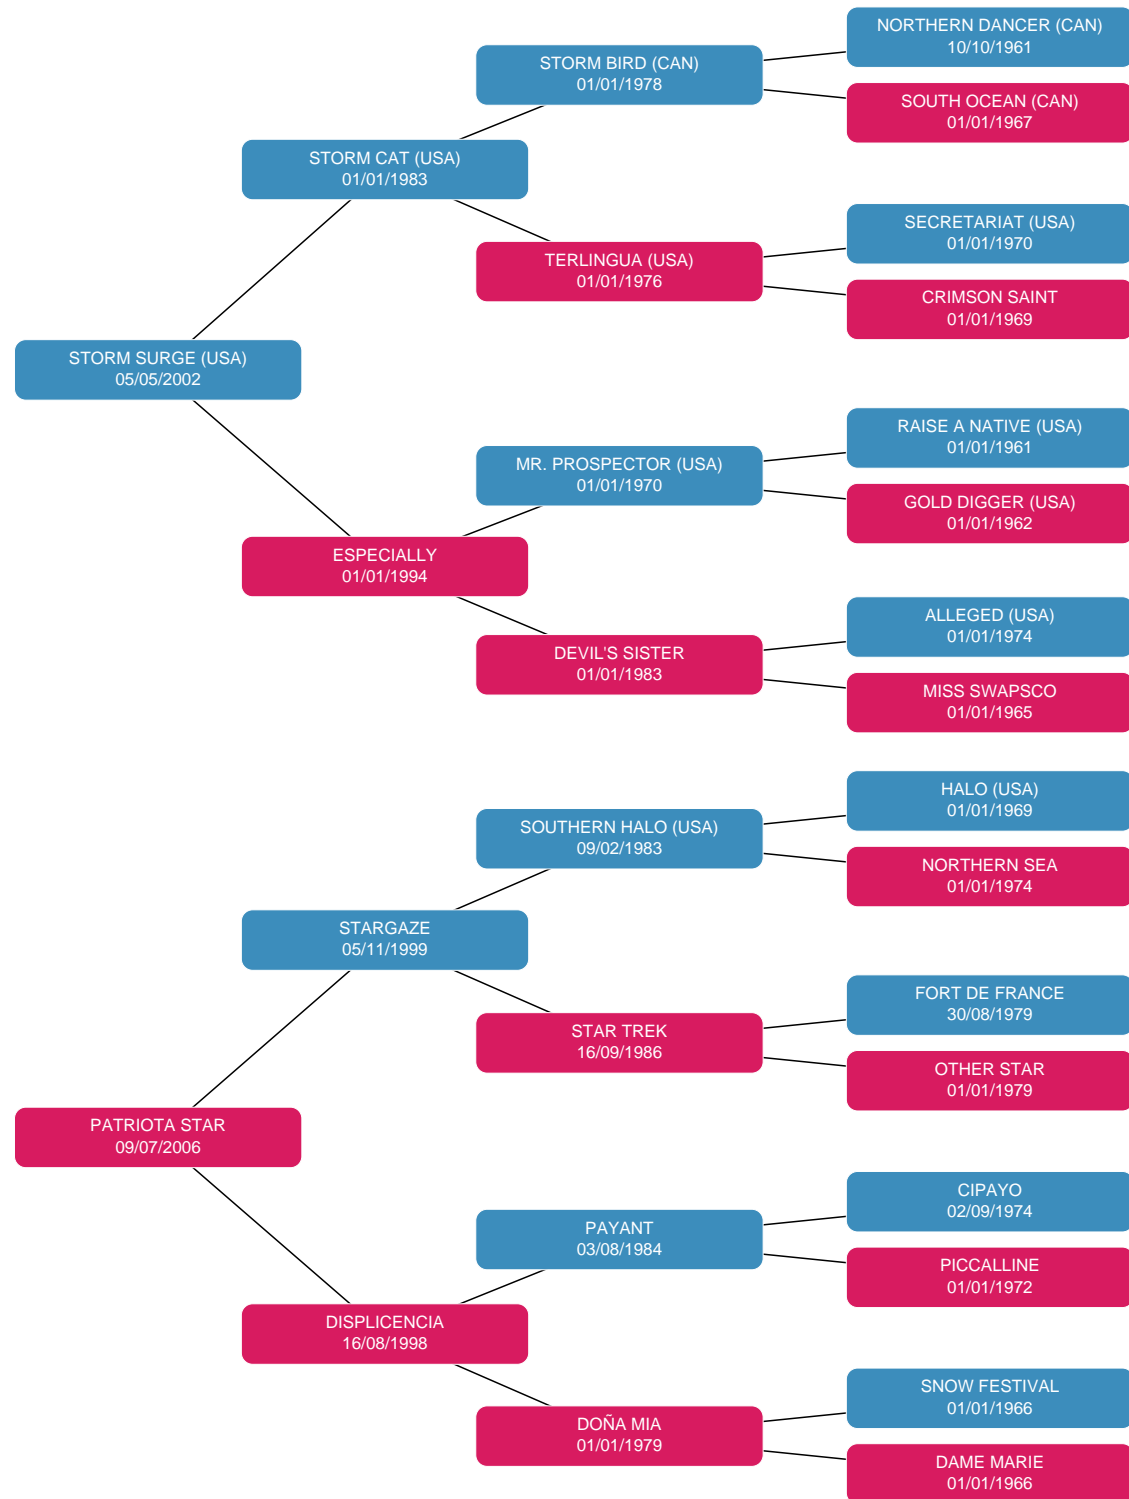 NORTHERN DANCER (CAN)
10/10/1961
STORM BIRD (CAN)
01/01/1978
SOUTH OCEAN (CAN)
01/01/1967
STORM CAT (USA)
01/01/1983
SECRETARIAT (USA)
01/01/1970
TERLINGUA (USA)
01/01/1976
CRIMSON SAINT
01/01/1969
STORM SURGE (USA)
05/05/2002
RAISE A NATIVE (USA)
01/01/1961
MR. PROSPECTOR (USA)
01/01/1970
GOLD DIGGER (USA)
01/01/1962
ESPECIALLY
01/01/1994
ALLEGED (USA)
01/01/1974
DEVIL'S SISTER
01/01/1983
MISS SWAPSCO
01/01/1965
HALO (USA)
01/01/1969
SOUTHERN HALO (USA)
09/02/1983
NORTHERN SEA
01/01/1974
STARGAZE
05/11/1999
FORT DE FRANCE
30/08/1979
STAR TREK
16/09/1986
OTHER STAR
01/01/1979
PATRIOTA STAR
09/07/2006
CIPAYO
02/09/1974
PAYANT
03/08/1984
PICCALLINE
01/01/1972
DISPLICENCIA
16/08/1998
SNOW FESTIVAL
01/01/1966
DOÑA MIA
01/01/1979
DAME MARIE
01/01/1966